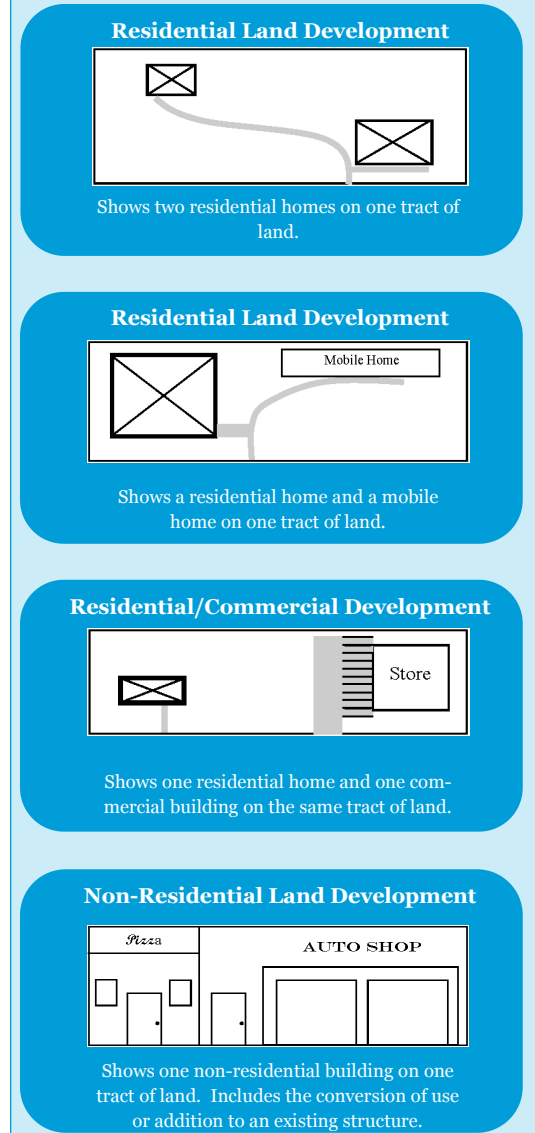 Residential Land Development
Shows two residential homes on one tract of
land.
Residential Land Development
Mobile Home
Shows a residential home and a mobile
home on one tract of land.
Residential/Commercial Development
Store
Shows one residential home and one com-
mercial building on the same tract of land.
Non-Residential Land Development
Pizza
AUTO SHOP
Shows one non-residential building on one
tract of land.  Includes the conversion of use
or addition to an existing structure.